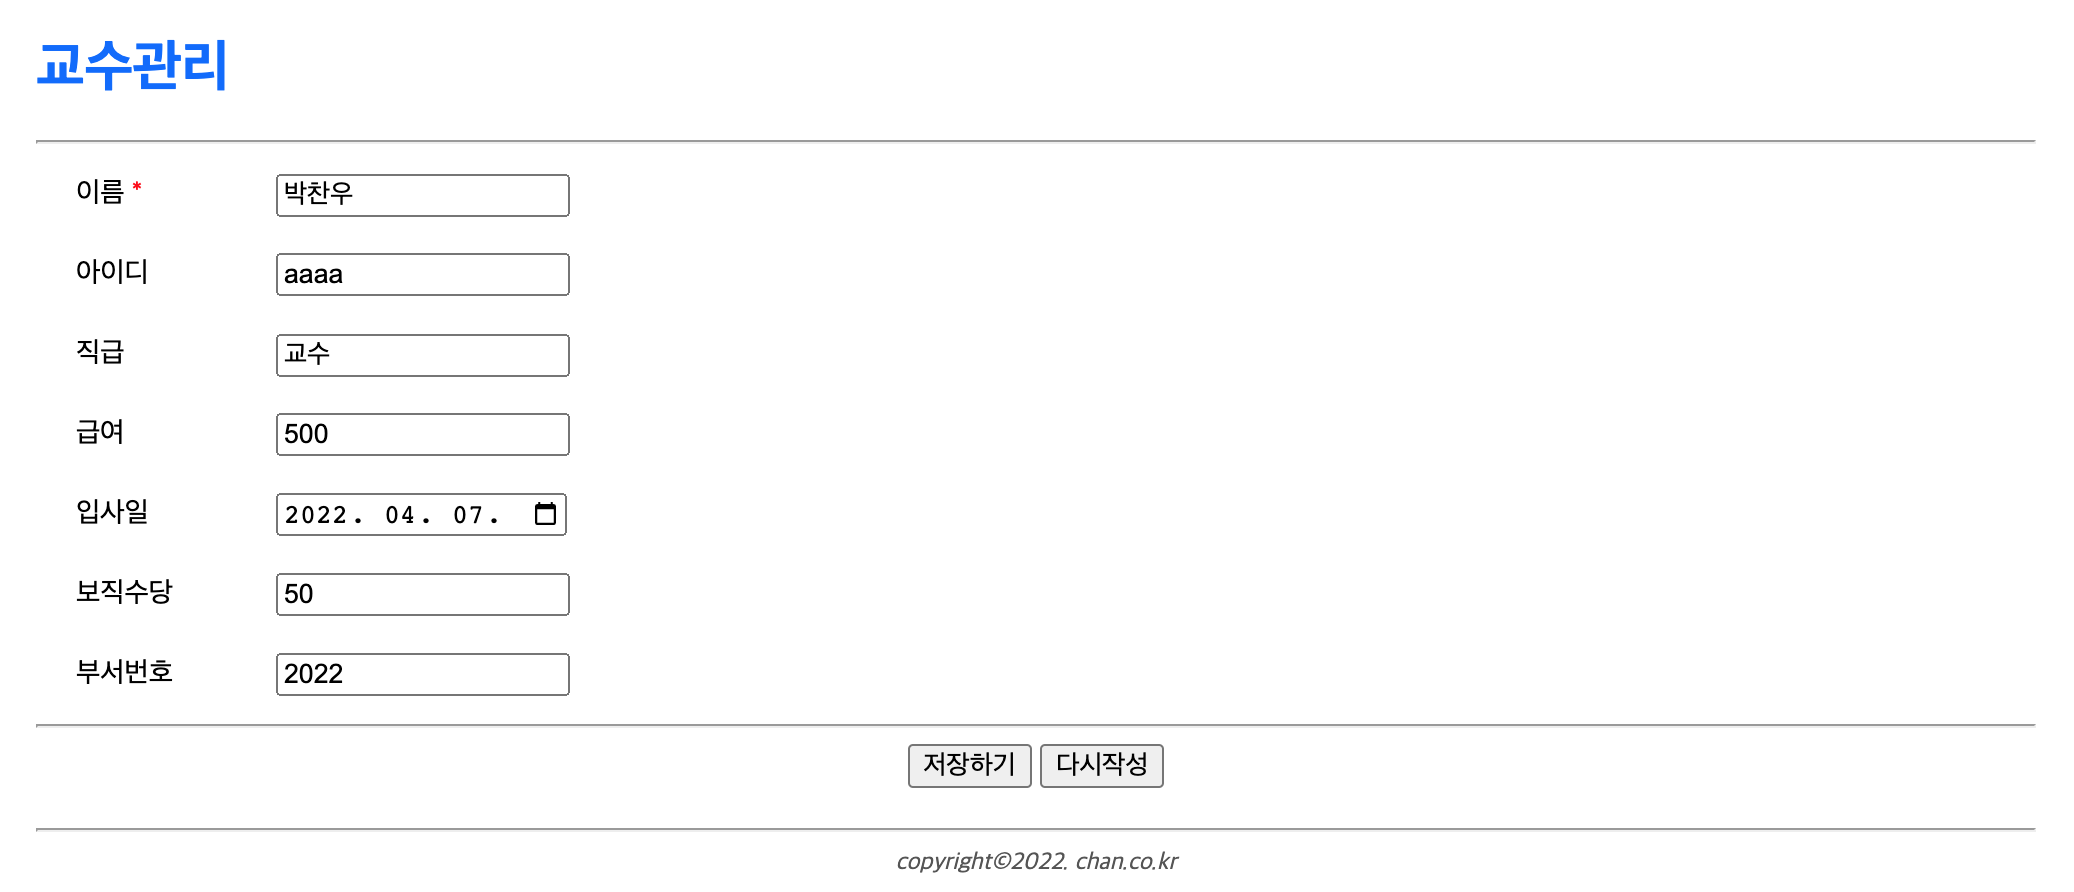 교수관리
이름 * 박찬우
아이디 aaaa
직급 교수
급여 500
입사일 2022. 04. 07.
보직수당 50
부서번호 2022
저장하기 다시작성
copyright©2022. chan.co.kr